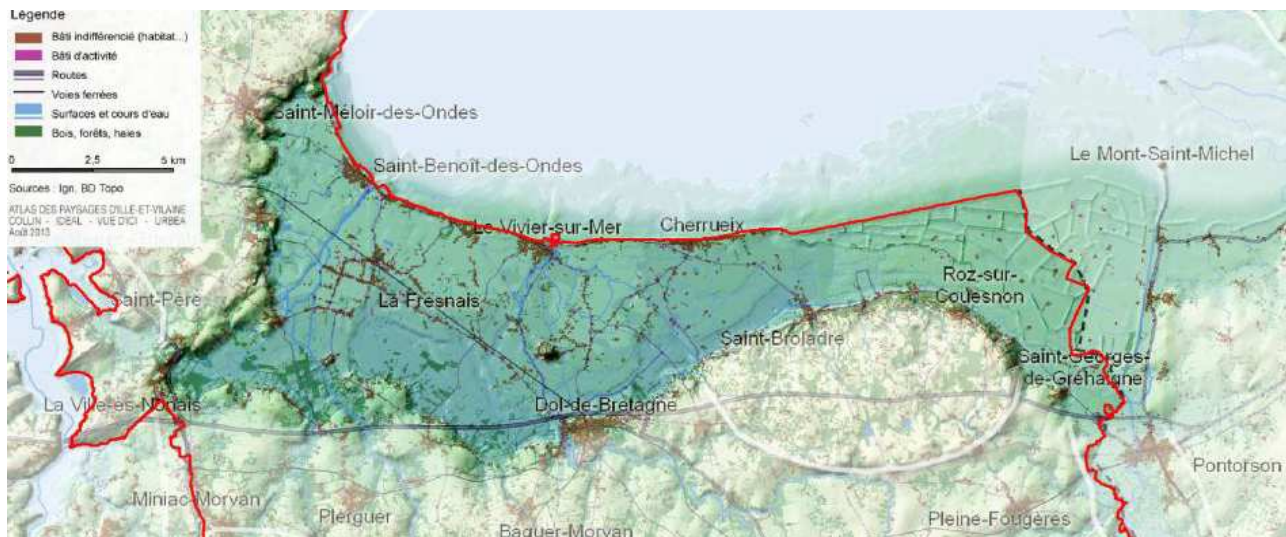 Légende
Bâti indifférencié (habitat...)
Bâti d'activité
Routes
Voies ferrées
Surfaces et cours d'eau
Bois, forêts, haies
0 2,5 5 km
Sources : Ign, BD Topo
ATLAS DES PAYSAGES D'ILLE-ET-VILAINE
COLLIN - IDEAL - VUE D'ICI - URBEA
Août 2013
Saint-Méloir-des-Ondes
Saint-Benoît-des-Ondes
Le Mont-Saint-Michel
Le Vivier-sur-Mer
Cherrueix
Saint-Père
La Fresnais
Roz-sur-
Couesnon
Saint-Broladre
Saint-Georges-
de-Gréhaigne
La Ville-ès-Nonais
Dol-de-Bretagne
Pontorson
Miniac-Morvan
Plerguer
Baguer-Morvan
Pleine-Fougères